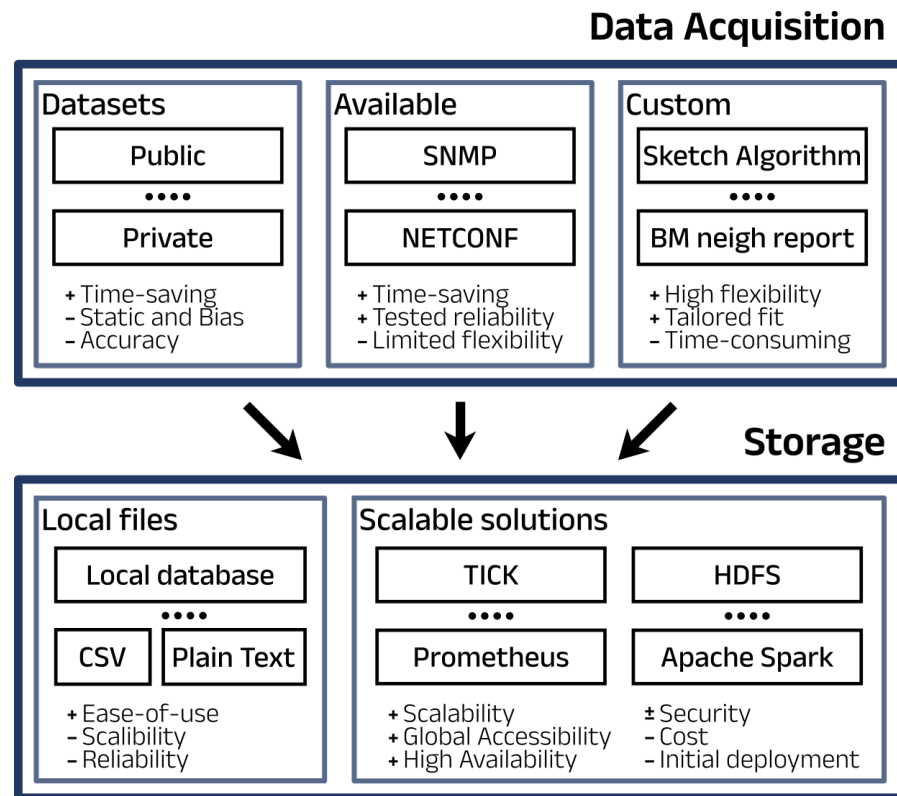 Data Acquisition
Datasets
Public
Private
+ Time-saving
- Static and Bias
- Accuracy
Available
SNMP
NETCONF
+ Time-saving
+ Tested reliability
- Limited flexibility
Custom
Sketch Algorithm
BM neigh report
+ High flexibility
+ Tailored fit
- Time-consuming
Storage
Local files
Local database
CSV
Plain Text
+ Ease-of-use
- Scalibility
- Reliability
Scalable solutions
TICK
Prometheus
+ Scalability
+ Global Accessibility
+ High Availability
HDFS
Apache Spark
± Security
- Cost
- Initial deployment